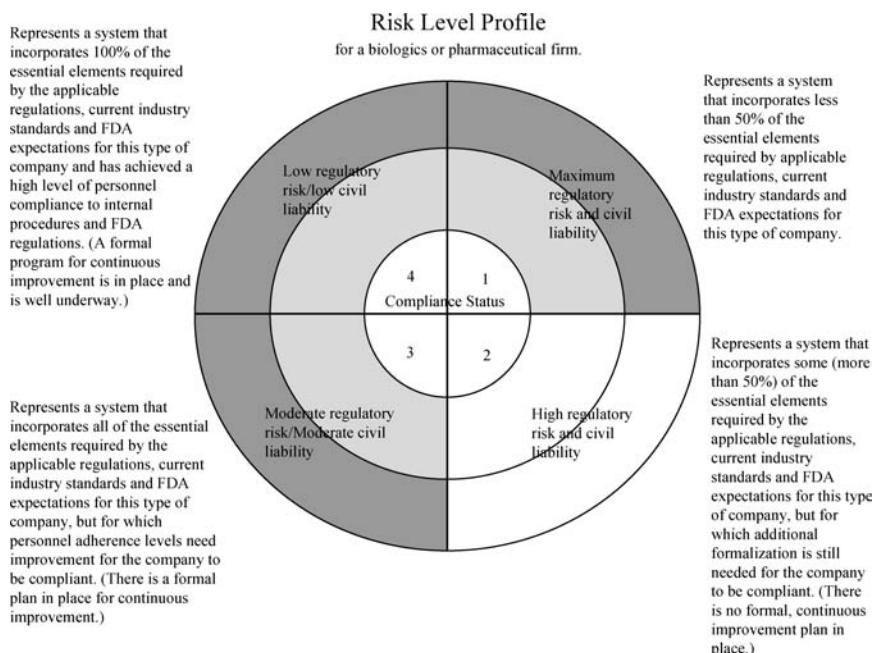 Risk Level Profile
for a biologics or pharmaceutical firm.
Represents a system that
incorporates 100% of the
essential elements required
by the applicable
regulations, current industry
standards and FDA
expectations for this type of
company and has achieved a
high level of personnel
compliance to internal
procedures and FDA
regulations. (A formal
program for continuous
improvement is in place and
is well underway.)
Represents a system
that incorporates less
than 50% of the
essential elements
required by applicable
regulations, current
industry standards and
FDA expectations for
this type of company.
Low regulatory
risk/low civil
liability
Maximum
regulatory
risk and civil
liability
4
1
Compliance Status
3
2
Moderate regulatory
risk/Moderate civil
liability
High regulatory
risk and civil
liability
Represents a system that
incorporates all of the essential
elements required by the
applicable regulations, current
industry standards and FDA
expectations for this type of
company, but for which
personnel adherence levels need
improvement for the company to
be compliant. (There is a formal
plan in place for continuous
improvement.)
Represents a system that
incorporates some (more
than 50%) of the
essential elements
required by the
applicable regulations,
current industry
standards and FDA
expectations for this type
of company, but for
which additional
formalization is still
needed for the company
to be compliant. (There
is no formal, continuous
improvement plan in
place.)